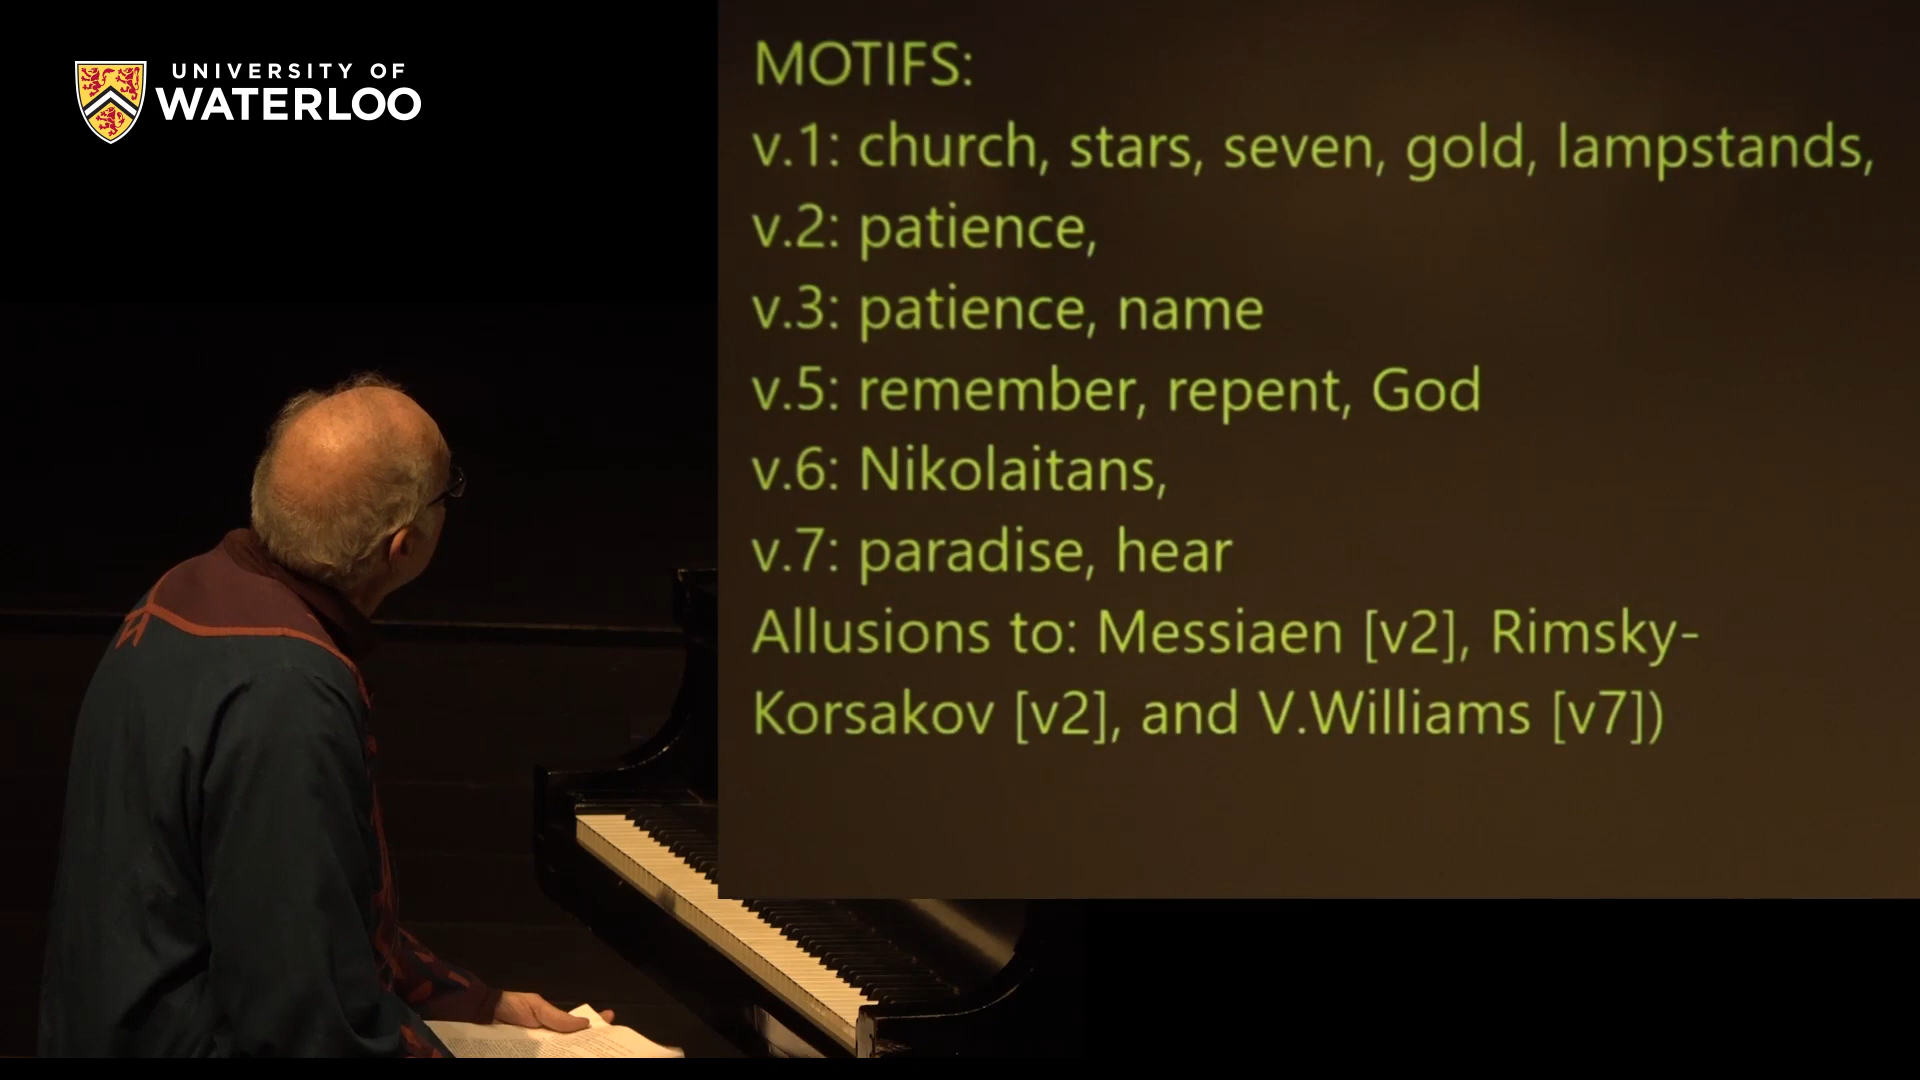 UNIVERSITY OF
WATERLOO
MOTIFS:
v.1: church, stars, seven, gold, lampstands,
v.2: patience,
v.3: patience, name
v.5: remember, repent, God
v.6: Nikolaitans,
v.7: paradise, hear
Allusions to: Messiaen [v2], Rimsky-
Korsakov [v2], and V.Williams [v7])